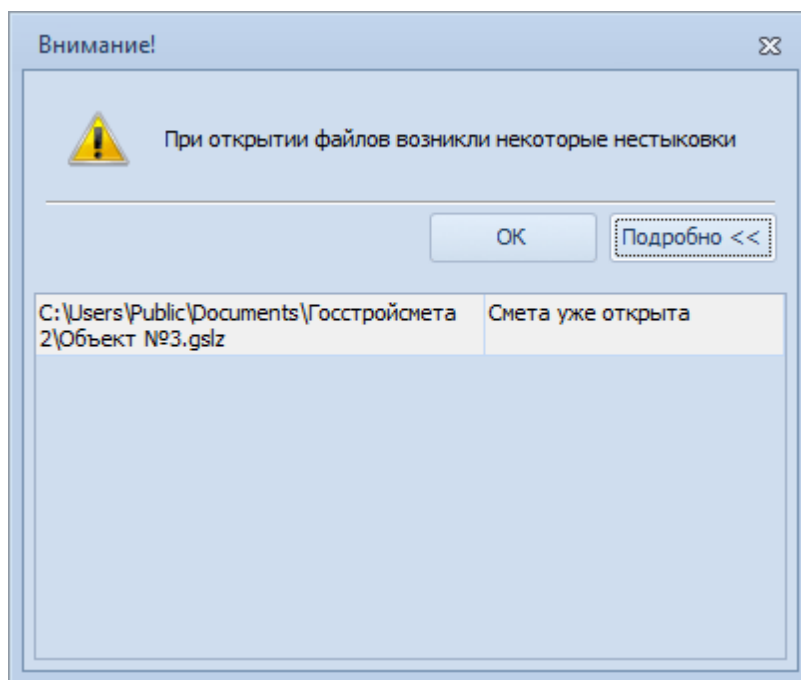 Внимание!
При открытии файлов возникли некоторые нестыковки
ОК
Подробно <<
C:\Users\Public\Documents\Госстройсмета
2\Объект №3.gslz
Смета уже открыта